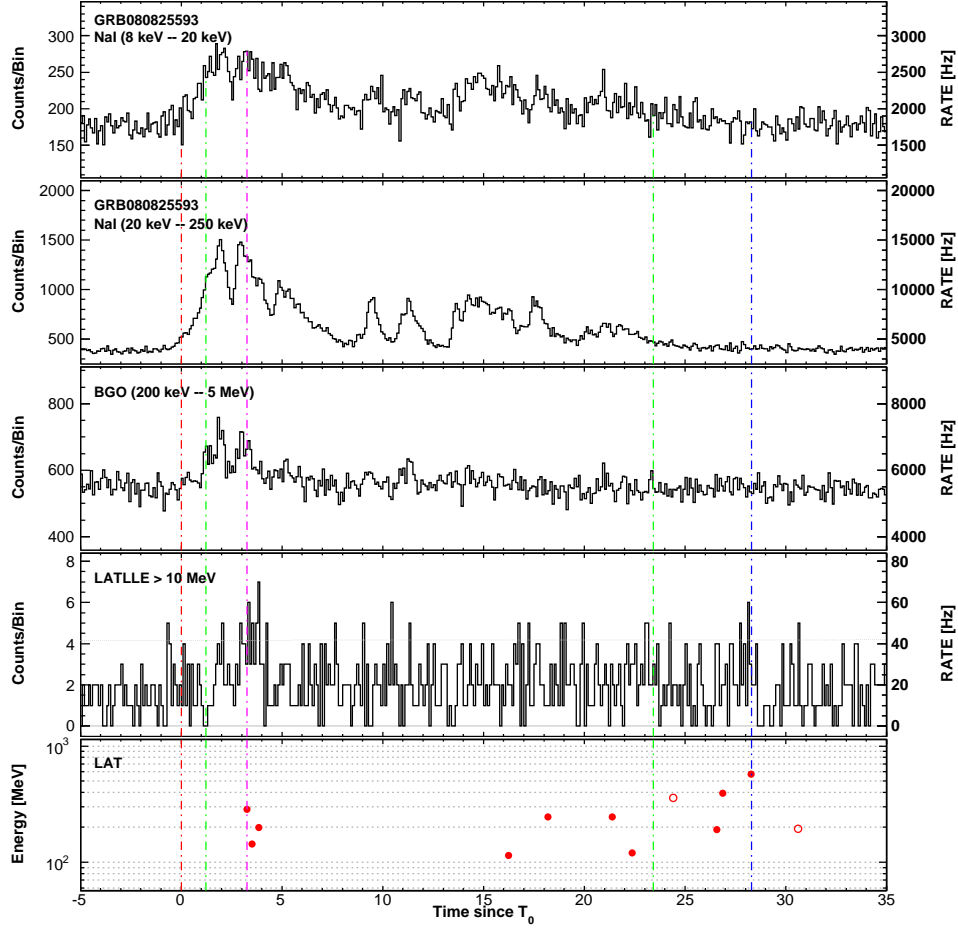 GRB080825593
NaI (8 keV -- 20 keV)
Counts/Bin
RATE [Hz]
300
250
200
150
3000
2500
2000
1500
GRB080825593
NaI (20 keV -- 250 keV)
Counts/Bin
RATE [Hz]
2000
1500
1000
500
20000
15000
10000
5000
BGO (200 keV -- 5 MeV)
Counts/Bin
RATE [Hz]
800
600
400
8000
6000
4000
LATLLE > 10 MeV
Counts/Bin
RATE [Hz]
8
6
4
2
0
80
60
40
20
0
LAT
Energy [MeV]
10³
10²
-5 0 5 10 15 20 25 30 35
Time since T₀